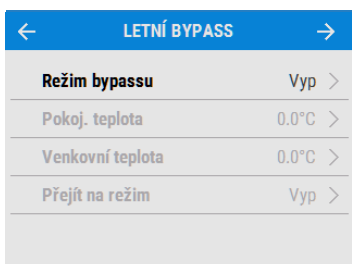 LETNÍ BYPASS
Režim bypassu Vyp
Pokoj. teplota 0.0°C
Venkovní teplota 0.0°C
Přejít na režim Vyp